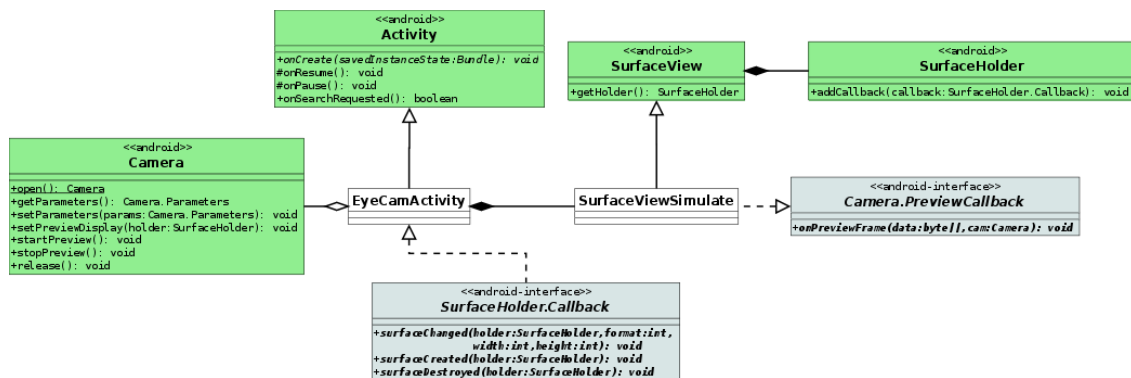 <<android>>
Activity
+onCreate(savedInstanceState:Bundle): void
#onResume(): void
#onPause(): void
+onSearchRequested(): boolean
<<android>>
SurfaceView
+getHolder(): SurfaceHolder
<<android>>
SurfaceHolder
+addCallback(callback:SurfaceHolder.Callback): void
<<android>>
Camera
+open(): Camera
+getParameters(): Camera.Parameters
+setParameters(params:Camera.Parameters): void
+setPreviewDisplay(holder:SurfaceHolder): void
+startPreview(): void
+stopPreview(): void
+release(): void
EyeCamActivity
SurfaceViewSimulate
<<android-interface>>
Camera.PreviewCallback
+onPreviewFrame(data:byte[],cam:Camera): void
<<android-interface>>
SurfaceHolder.Callback
+surfaceChanged(holder:SurfaceHolder,format:int,
width:int,height:int): void
+surfaceCreated(holder:SurfaceHolder): void
+surfaceDestroyed(holder:SurfaceHolder): void